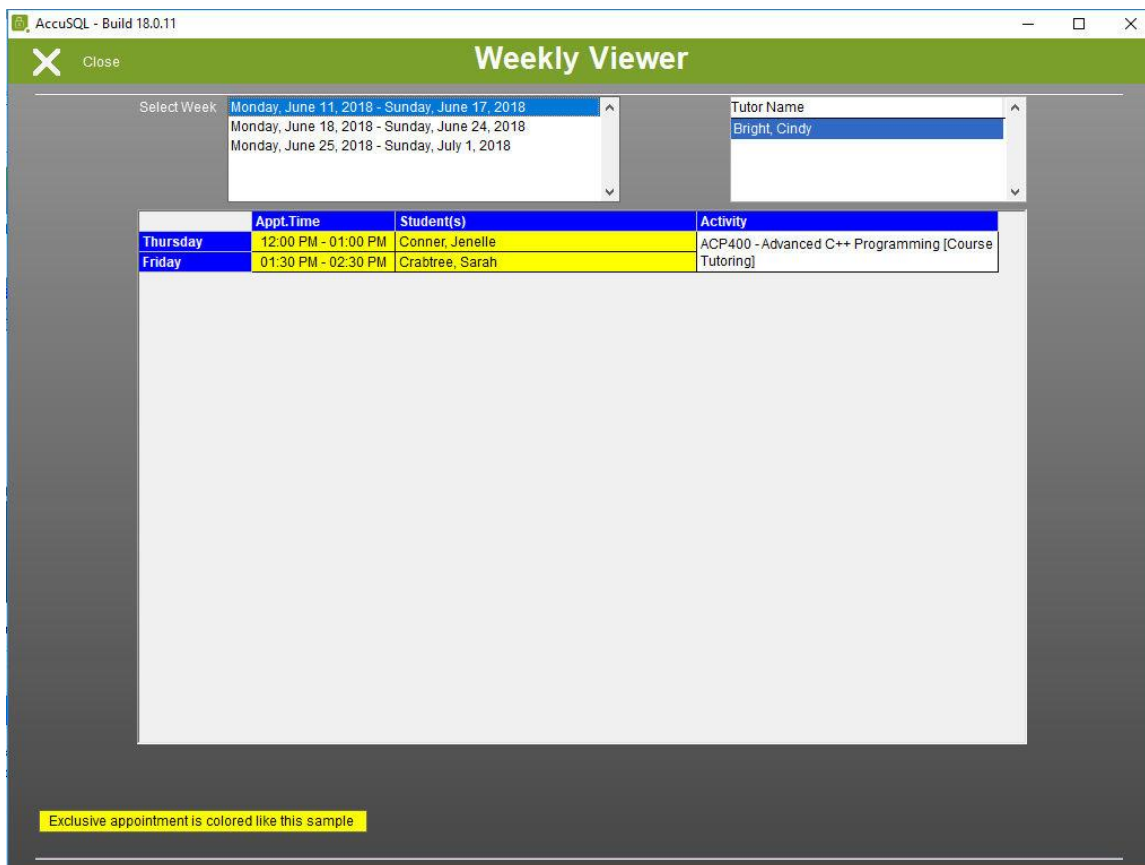 AccuSQL - Build 18.0.11
Close
Weekly Viewer
Select Week
Monday, June 11, 2018 - Sunday, June 17, 2018
Monday, June 18, 2018 - Sunday, June 24, 2018
Monday, June 25, 2018 - Sunday, July 1, 2018
Tutor Name
Bright, Cindy
Appt.Time Student(s) Activity
Thursday 12:00 PM - 01:00 PM Conner, Jenelle
Friday 01:30 PM - 02:30 PM Crabtree, Sarah
ACP400 - Advanced C++ Programming [Course
Tutoring]
Exclusive appointment is colored like this sample